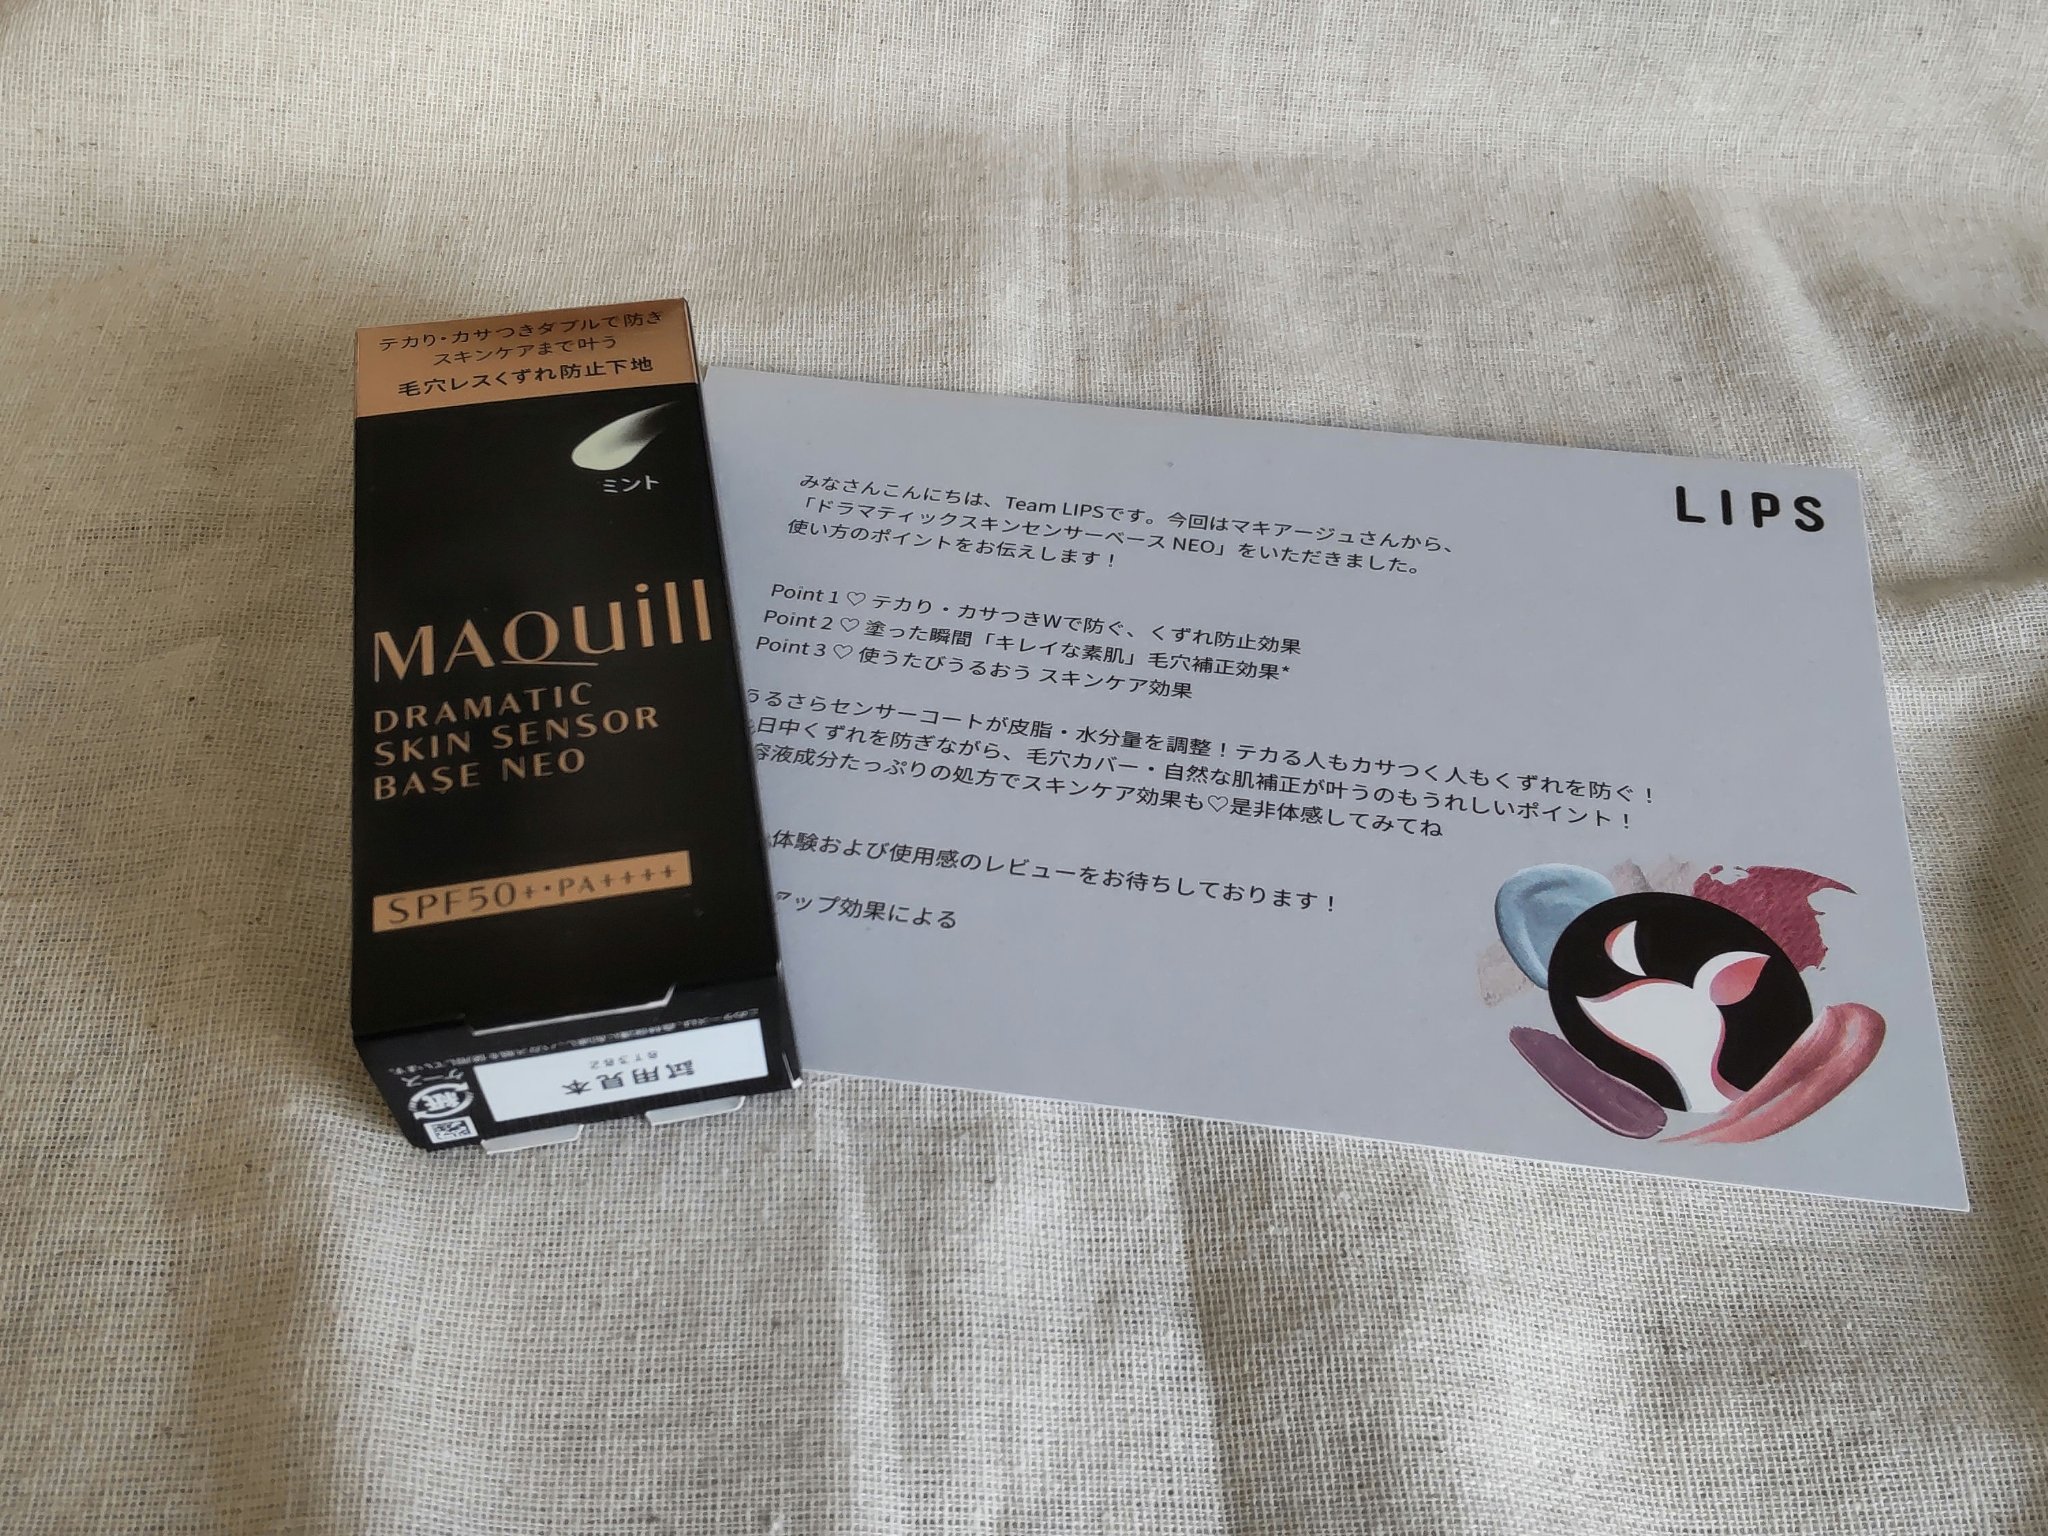 テカり・カサつきダブルで防ぎ
スキンケアまで叶う
毛穴レスくずれ防止下地
ミント
MAQuill
DRAMATIC
SKIN SENSOR
BASE NEO
SPF50+・PA++++
試用見本
ケース
紙
LIPS
みなさんこんにちは、Team LIPSです。今回はマキアージュさんから、
「ドラマティックスキンセンサーベース NEO」をいただきました。
使い方のポイントをお伝えします！
Point 1 ♡ テカり・カサつきWで防ぐ、くずれ防止効果
Point 2 ♡ 塗った瞬間「キレイな素肌」毛穴補正効果*
Point 3 ♡ 使うたびうるおう スキンケア効果
うるさらセンサーコートが皮脂・水分量を調整！テカる人もカサつく人もくずれを防ぐ！
日中くずれを防ぎながら、毛穴カバー・自然な肌補正が叶うのもうれしいポイント！
容液成分たっぷりの処方でスキンケア効果も♡是非体感してみてね
体験および使用感のレビューをお待ちしております！
アップ効果による